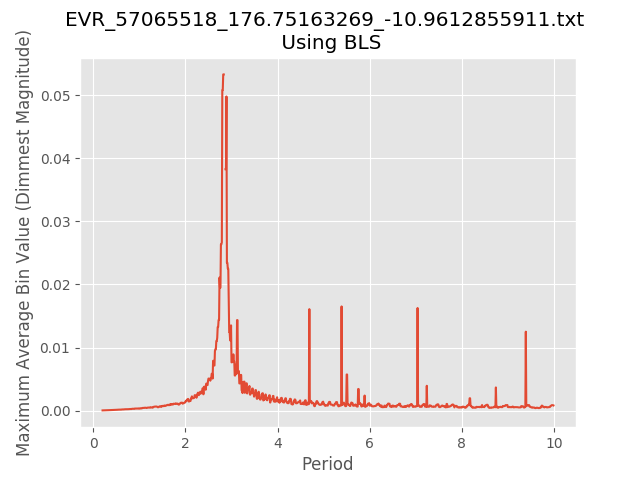 EVR_57065518_176.75163269_-10.9612855911.txt
Using BLS
Maximum Average Bin Value (Dimmest Magnitude)
0.05
0.04
0.03
0.02
0.01
0.00
0 2 4 6 8 10
Period